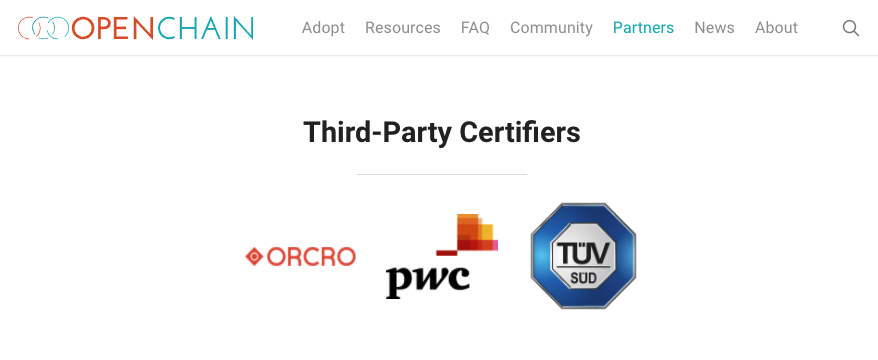 OPENCHAIN Adopt Resources FAQ Community Partners News About
Third-Party Certifiers
ORCRO
pwc
TÜV
SÜD